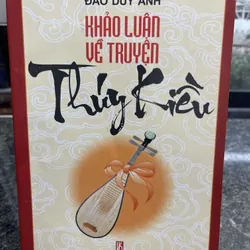 ĐÀO DUY ANH
KHẢO LUẬN
VỀ TRUYỆN
Thúy Kiều